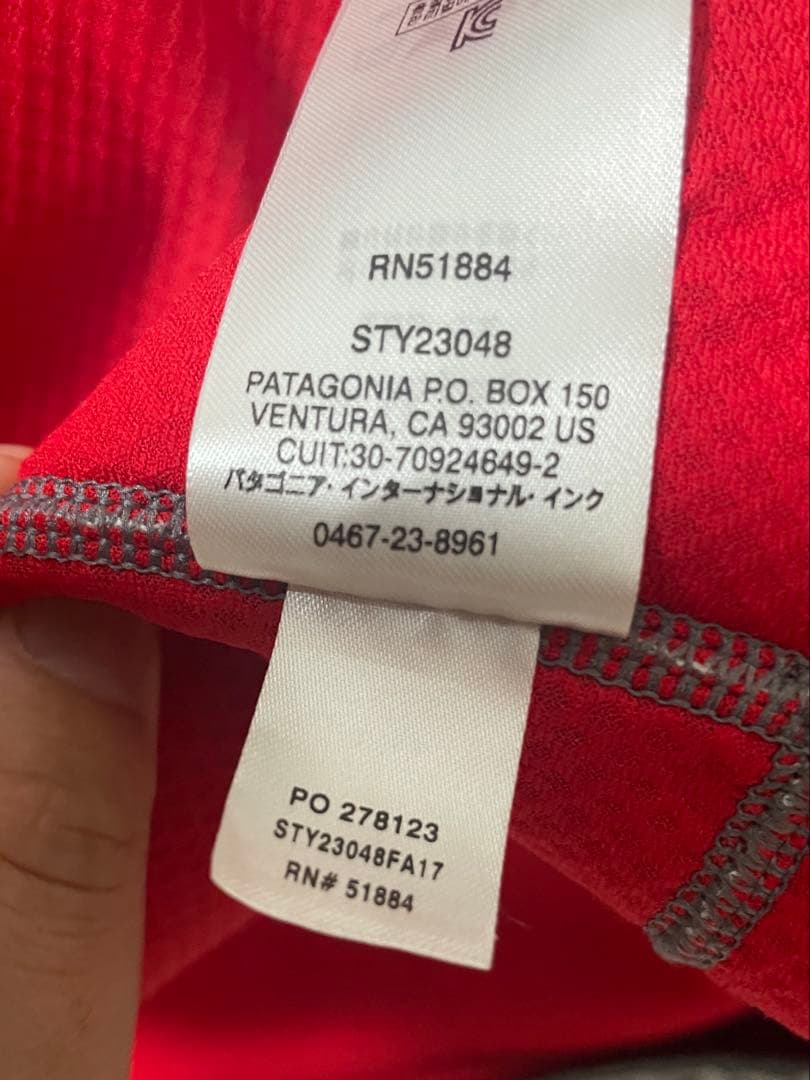 RN51884
STY23048
PATAGONIA P.O. BOX 150
VENTURA, CA 93002 US
CUIT:30-70924649-2
パタゴニア・インターナショナル・インク
0467-23-8961
PO 278123
STY23048FA17
RN# 51884